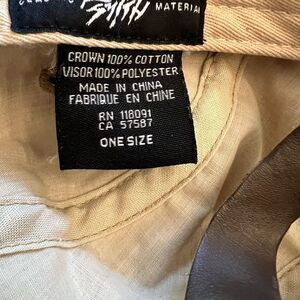 SMITH MATERIAL
CROWN 100% COTTON
VISOR 100% POLYESTER
MADE IN CHINA
FABRIQUE EN CHINE
RN 118091
CA 57587
ONE SIZE